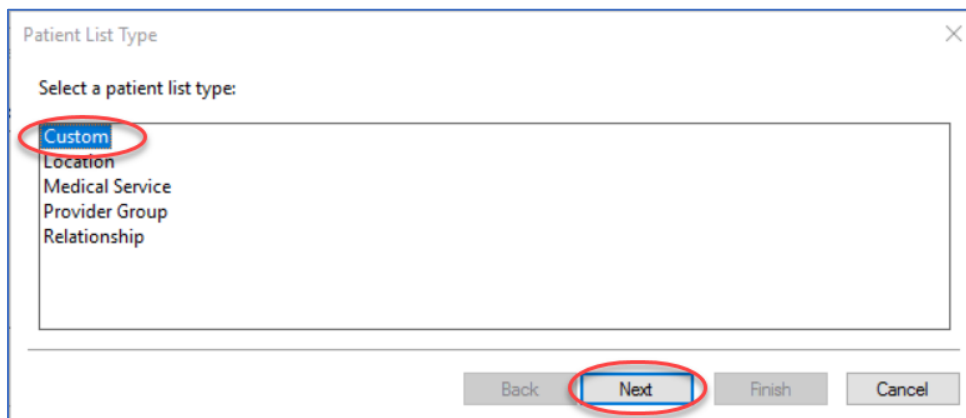 Patient List Type
Select a patient list type:
Custom
Location
Medical Service
Provider Group
Relationship
Back Next Finish Cancel